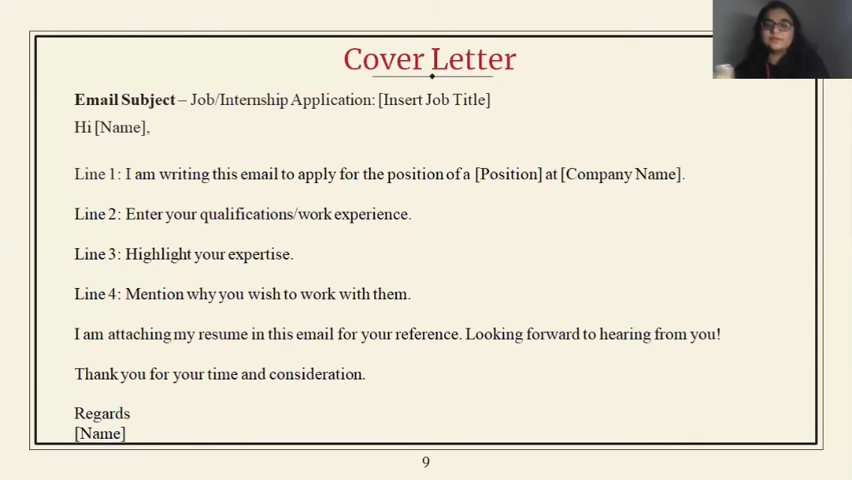 Cover Letter
Email Subject – Job/Internship Application: [Insert Job Title]
Hi [Name],
Line 1: I am writing this email to apply for the position of a [Position] at [Company Name].
Line 2: Enter your qualifications/work experience.
Line 3: Highlight your expertise.
Line 4: Mention why you wish to work with them.
I am attaching my resume in this email for your reference. Looking forward to hearing from you!
Thank you for your time and consideration.
Regards
[Name]
9